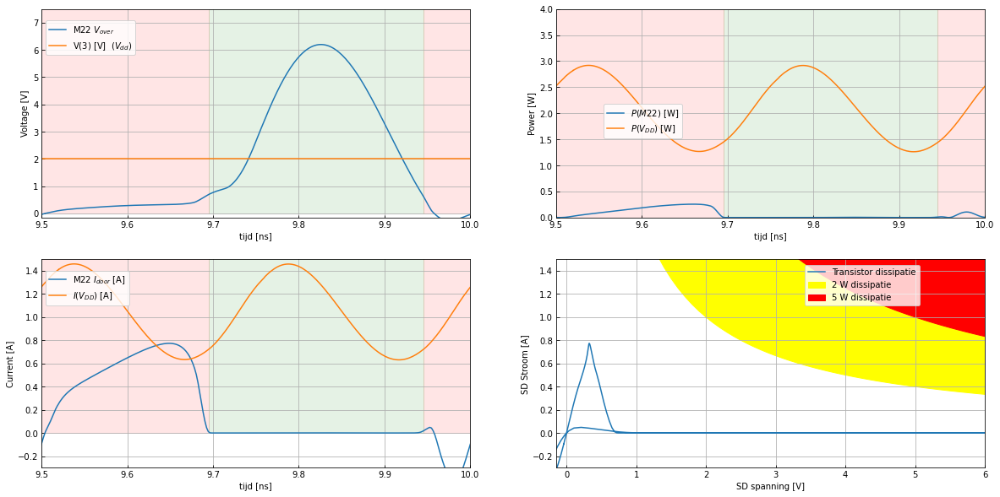 7
6
5
4
3
2
1
0
Voltage [V]
M22 V_over
V(3) [V] (V_dd)
9.5 9.6 9.7 9.8 9.9 10.0
tijd [ns]
4.0
3.5
3.0
2.5
2.0
1.5
1.0
0.5
0.0
Power [W]
P(M22) [W]
P(V_DD) [W]
9.5 9.6 9.7 9.8 9.9 10.0
tijd [ns]
1.4
1.2
1.0
0.8
0.6
0.4
0.2
0.0
−0.2
Current [A]
M22 I_door [A]
I(V_DD) [A]
9.5 9.6 9.7 9.8 9.9 10.0
tijd [ns]
1.4
1.2
1.0
0.8
0.6
0.4
0.2
0.0
−0.2
SD Stroom [A]
Transistor dissipatie
2 W dissipatie
5 W dissipatie
0 1 2 3 4 5 6
SD spanning [V]